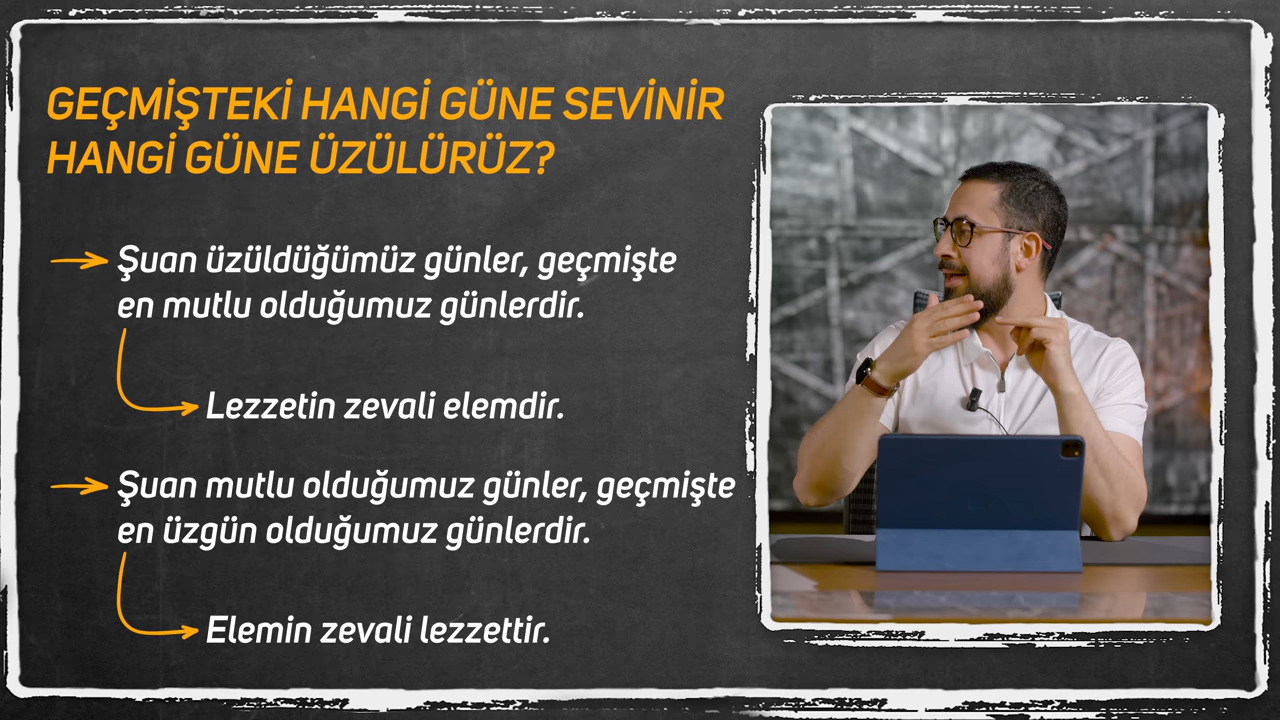 GEÇMİŞTEKİ HANGİ GÜNE SEVİNİR
HANGİ GÜNE ÜZÜLÜRÜZ?
Şuan üzüldüğümüz günler, geçmişte
en mutlu olduğumuz günlerdir.
Lezzetin zevali elemdir.
Şuan mutlu olduğumuz günler, geçmişte
en üzgün olduğumuz günlerdir.
Elemin zevali lezzettir.